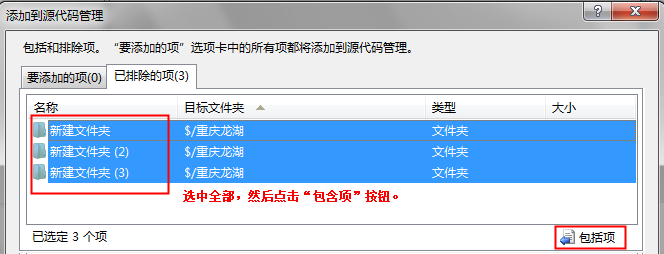 添加到源代码管理
包括和排除项。“要添加的项”选项卡中的所有项都将添加到源代码管理。
要添加的项(0) 已排除的项(3)
名称 目标文件夹 类型 大小
新建文件夹 $/重庆龙湖 文件夹
新建文件夹 (2) $/重庆龙湖 文件夹
新建文件夹 (3) $/重庆龙湖 文件夹
选中全部，然后点击“包含项”按钮。
已选定 3 个项 包括项